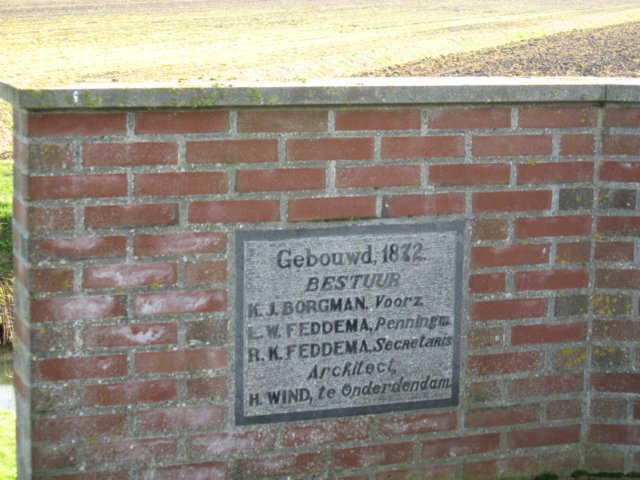 Gebouwd, 1872.
BESTUUR
K. J. BORGMAN, Voorz
L. W. FEDDEMA, Penningm.
R. K. FEDDEMA, Secretaris
Architect,
H. WIND, te Onderdendam.